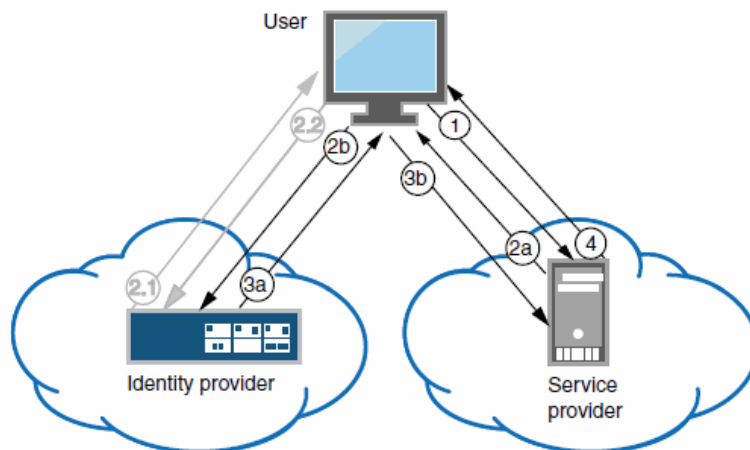 User
2.2
2b
1
3b
2a
4
2.1
3a
Identity provider
Service
provider